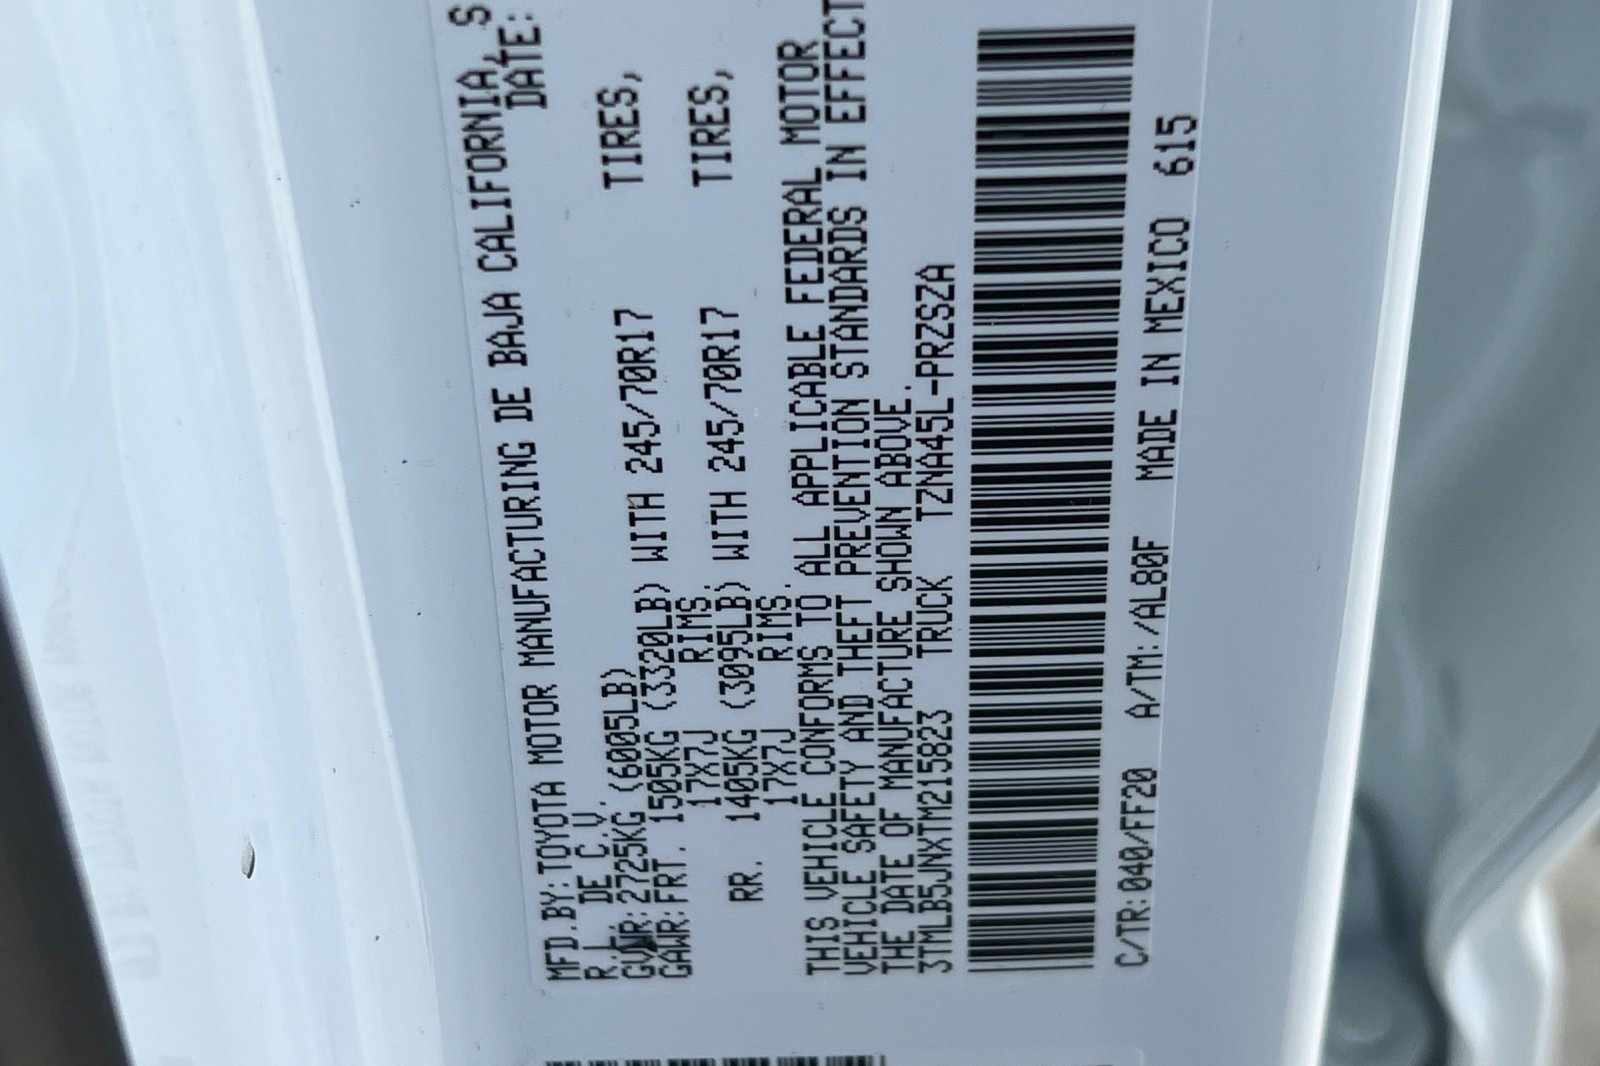 MFD.BY:TOYOTA MOTOR MANUFACTURING DE BAJA CALIFORNIA, S
R.L. DE C.V. DATE:
GVWR:2725KG (6005LB)
GAWR:FRT. 1505KG (3320LB) WITH 245/70R17 TIRES,
17X7J RIMS.
RR. 1405KG (3095LB) WITH 245/70R17 TIRES,
17X7J RIMS.
THIS VEHICLE CONFORMS TO ALL APPLICABLE FEDERAL MOTOR
VEHICLE SAFETY AND THEFT PREVENTION STANDARDS IN EFFECT
THE DATE OF MANUFACTURE SHOWN ABOVE.
3TMLB5JNXTM215823 TRUCK TZNA45L-PRZSZA
C/TR:040/FF20 A/TM:/AL80F MADE IN MEXICO 615